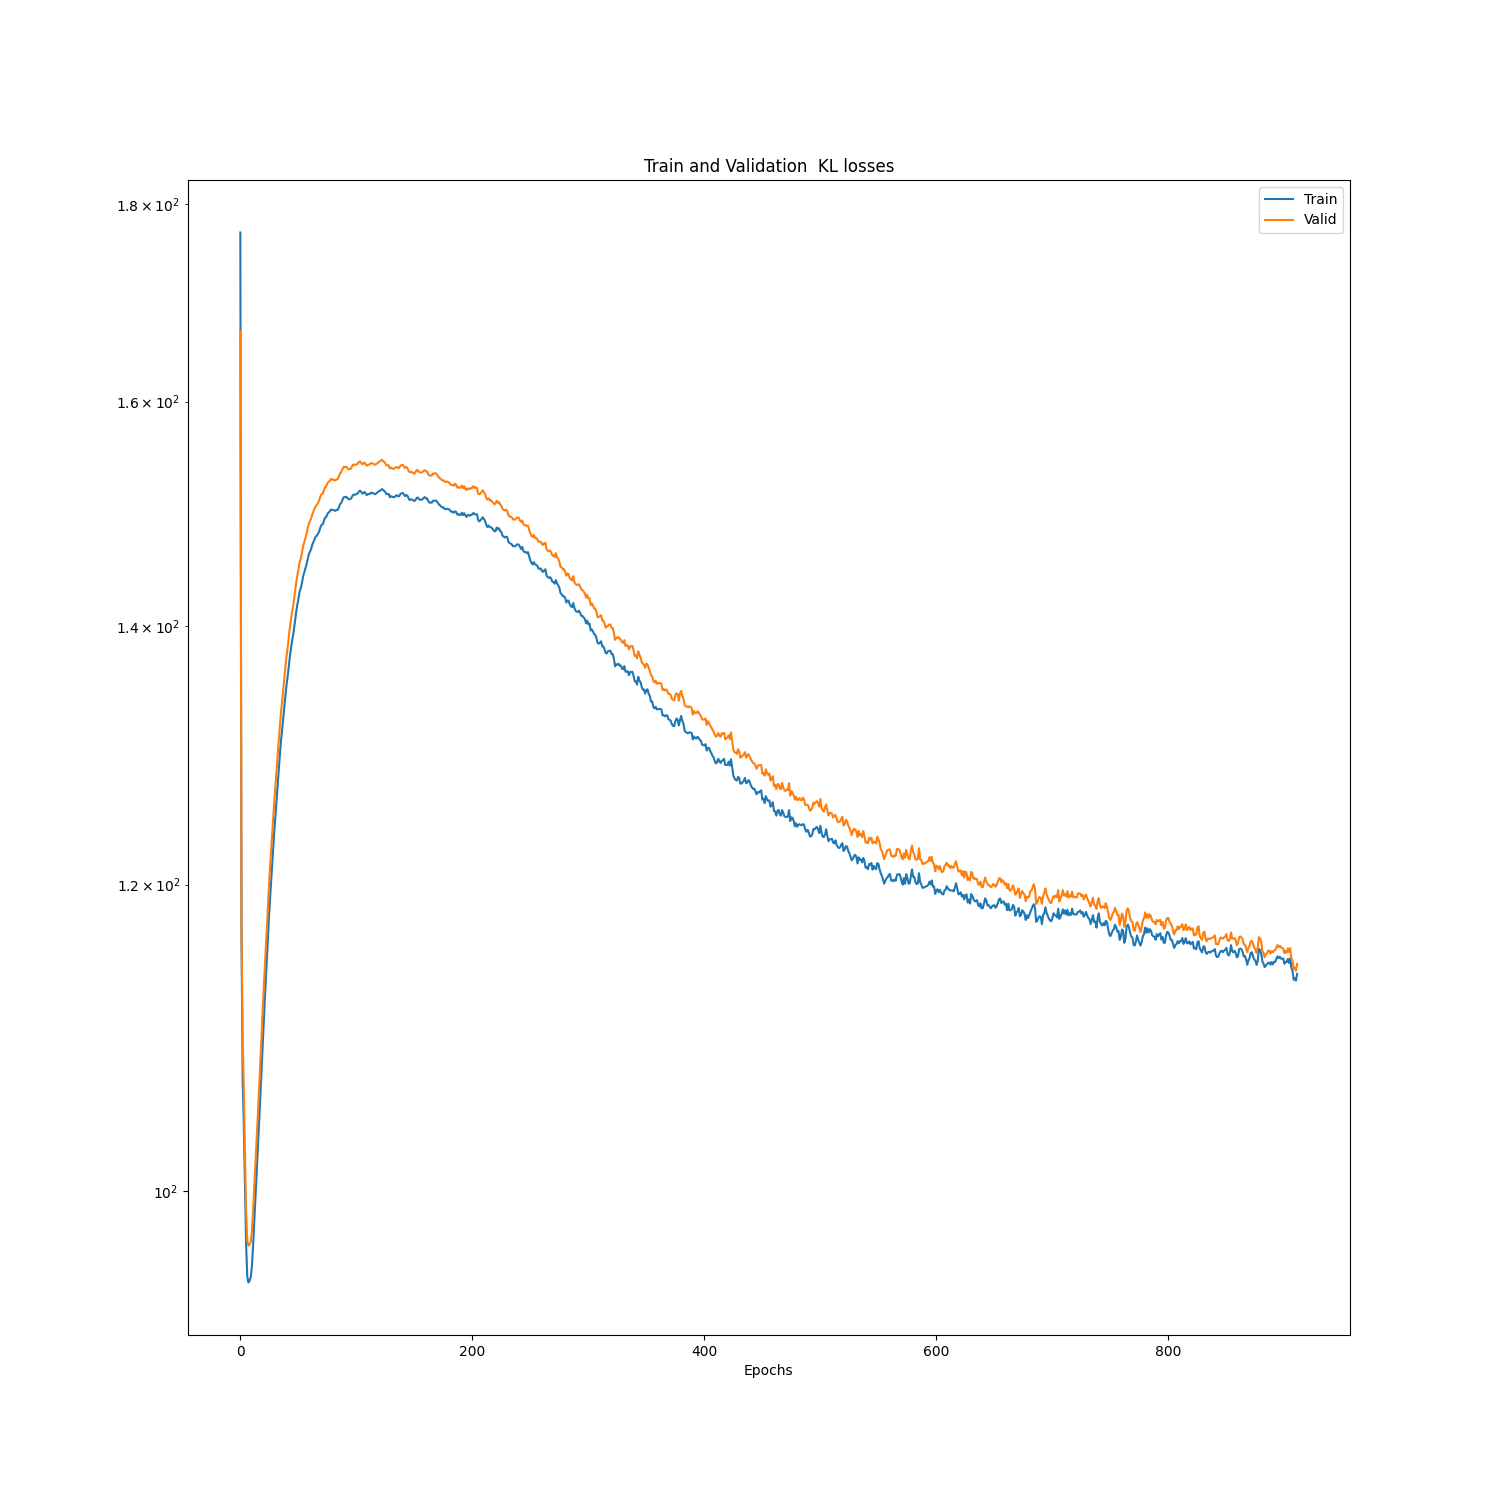 Train and Validation  KL losses
Train
Valid
1.8 × 10²
1.6 × 10²
1.4 × 10²
1.2 × 10²
10²
0 200 400 600 800
Epochs